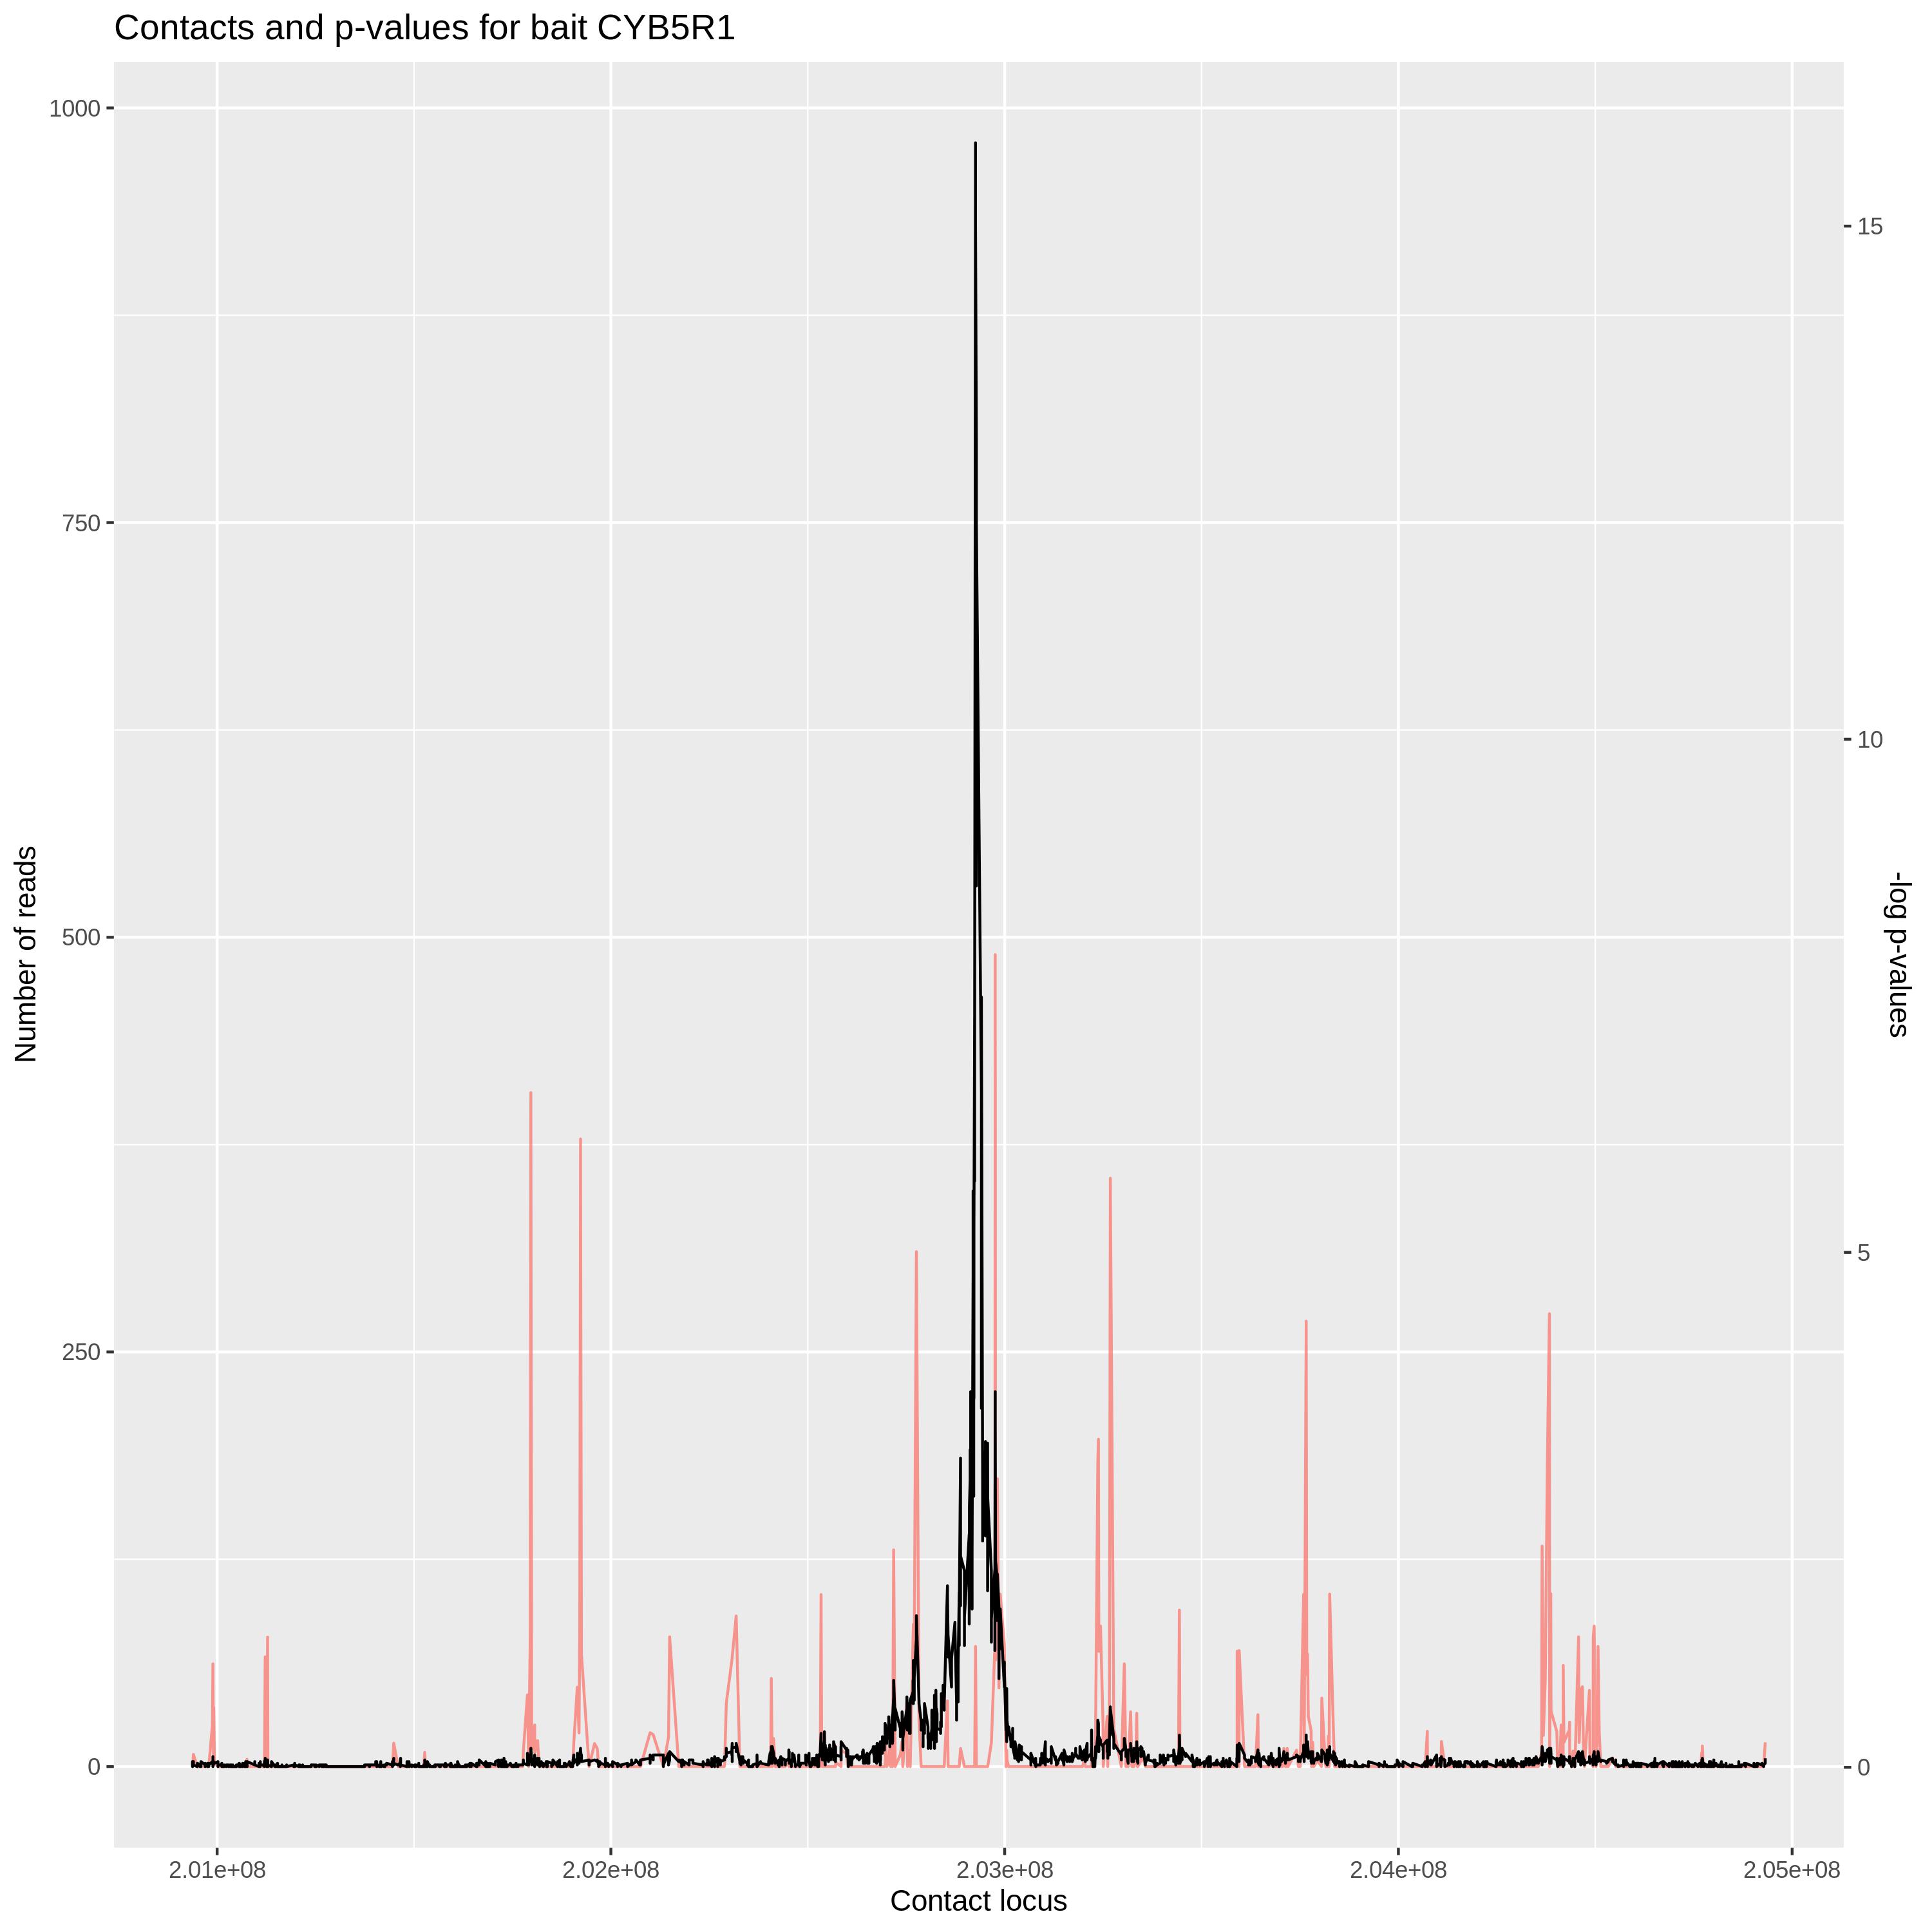 Contacts and p-values for bait CYB5R1
1000
750
500
250
0
Number of reads
15
10
5
0
-log p-values
2.01e+08
2.02e+08
2.03e+08
2.04e+08
2.05e+08
Contact locus